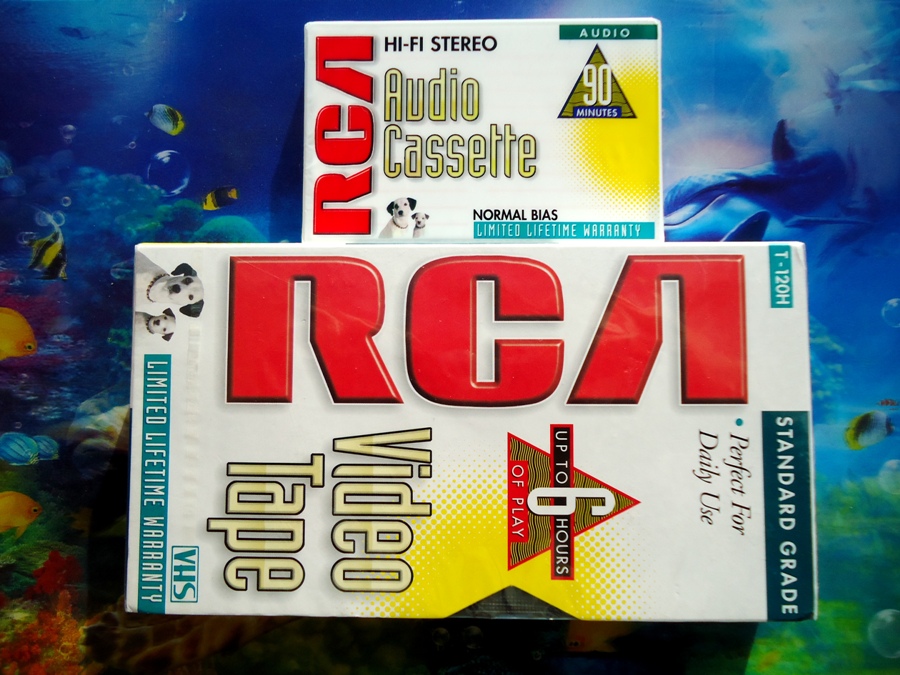 RCA
HI-FI STEREO
Audio
Cassette
AUDIO
90
MINUTES
NORMAL BIAS
LIMITED LIFETIME WARRANTY
RCA
T-120H
STANDARD GRADE
• Perfect For
Daily Use
UP TO
6
HOURS
OF PLAY
Video
Tape
LIMITED LIFETIME WARRANTY
VHS